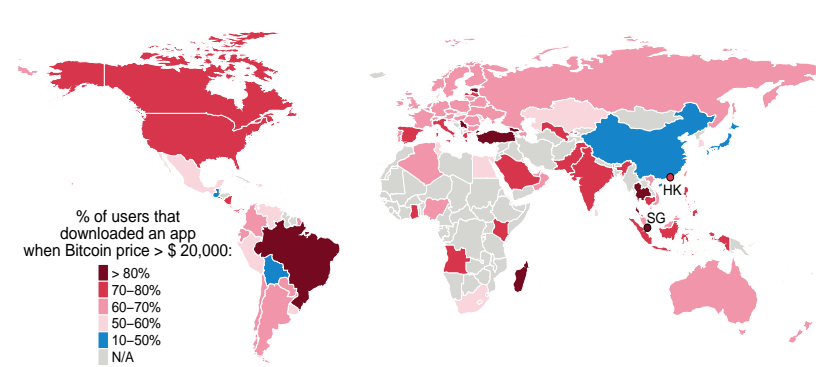 HK
SG
% of users that
downloaded an app
when Bitcoin price > $ 20,000:
> 80%
70–80%
60–70%
50–60%
10–50%
N/A